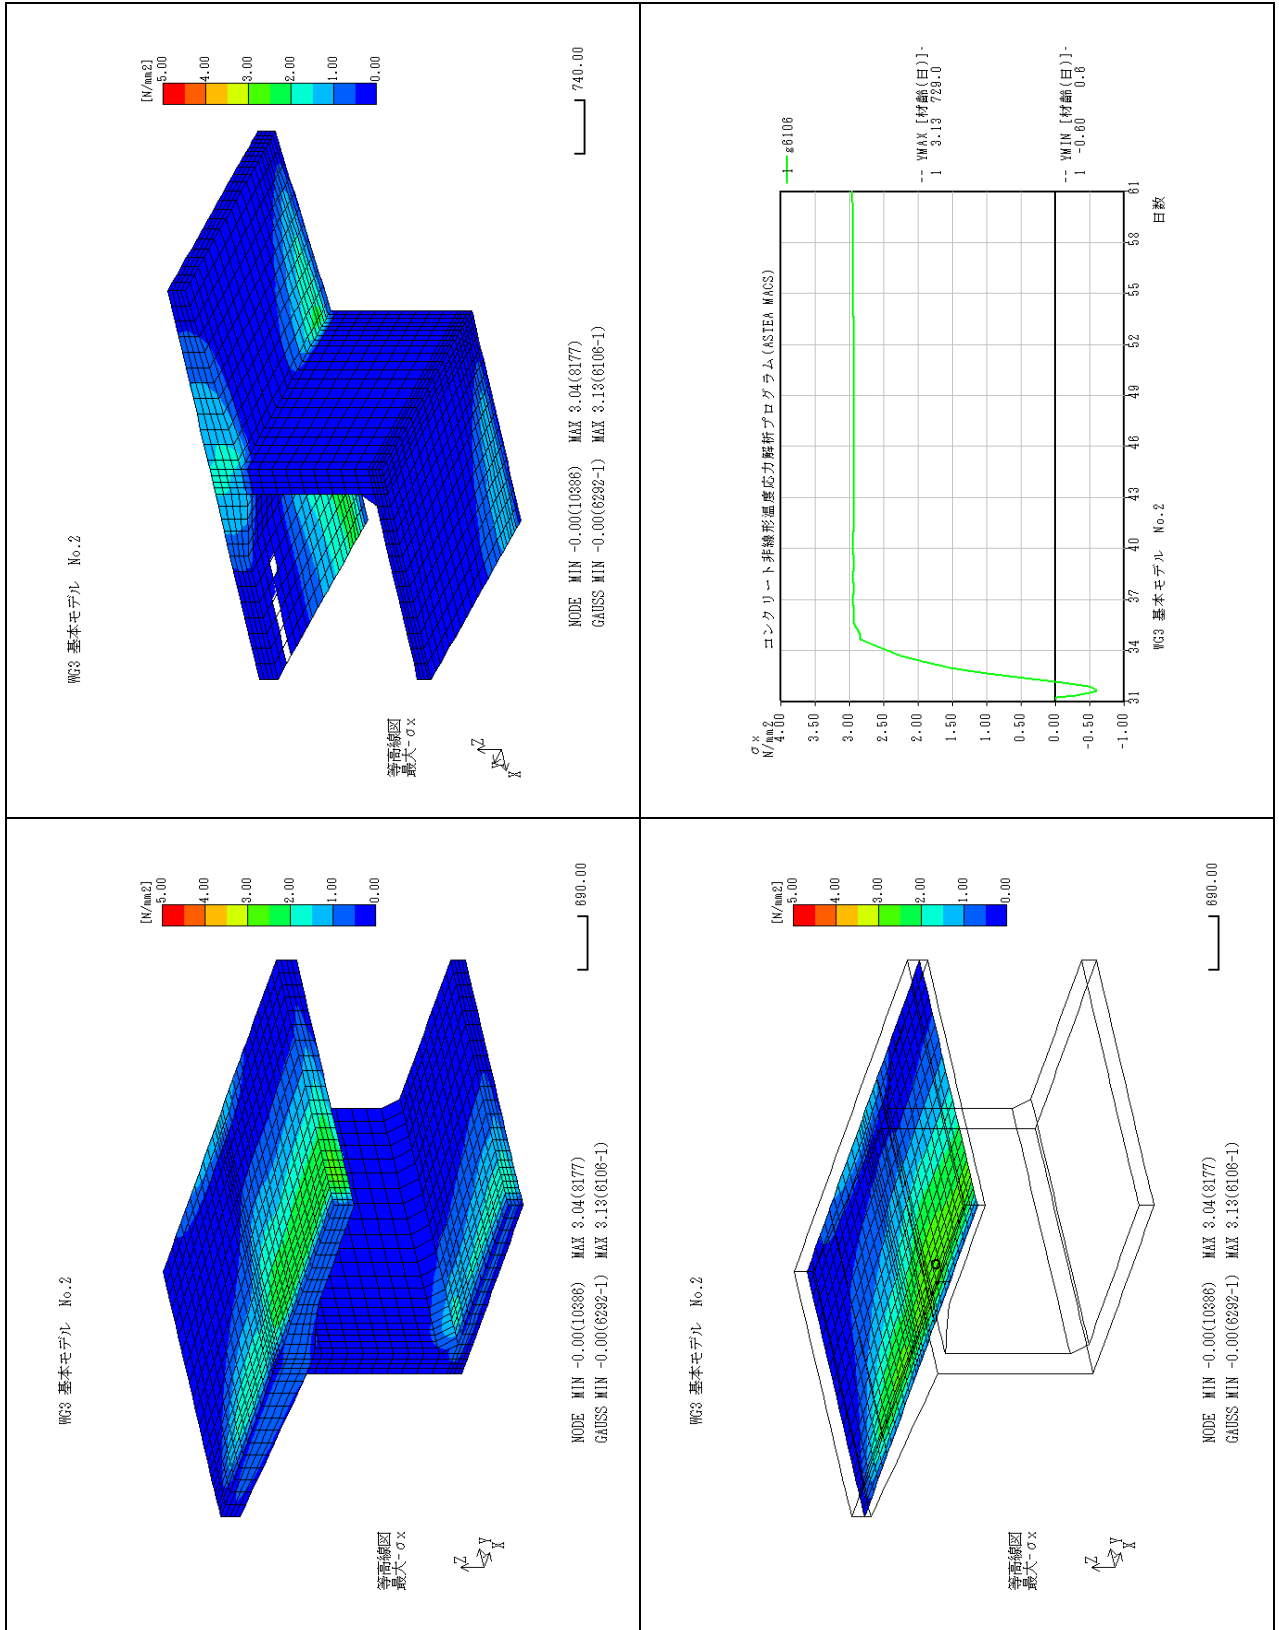 WG3 基本モデル No.2
[N/mm2]
5.00
4.00
3.00
2.00
1.00
0.00
等高線図
最大-σx
Z
Y
X
740.00
NODE MIN -0.00(10386) MAX 3.04(8177)
GAUSS MIN -0.00(6292-1) MAX 3.13(6106-1)
コンクリート非線形温度応力解析プログラム(ASTEA MACS)
σx
N/mm2
4.00
3.50
3.00
2.50
2.00
1.50
1.00
0.50
0.00
-0.50
-1.00
31
34
37
40
43
46
49
52
55
58
61
日数
1 g6106
-- YMAX [材齢(日)]-
1 3.13 729.0
-- YMIN [材齢(日)]-
1 -0.60 0.6
WG3 基本モデル No.2
WG3 基本モデル No.2
[N/mm2]
5.00
4.00
3.00
2.00
1.00
0.00
等高線図
最大-σx
Z
Y
X
690.00
NODE MIN -0.00(10386) MAX 3.04(8177)
GAUSS MIN -0.00(6292-1) MAX 3.13(6106-1)
WG3 基本モデル No.2
[N/mm2]
5.00
4.00
3.00
2.00
1.00
0.00
等高線図
最大-σx
Z
Y
X
690.00
NODE MIN -0.00(10386) MAX 3.04(8177)
GAUSS MIN -0.00(6292-1) MAX 3.13(6106-1)